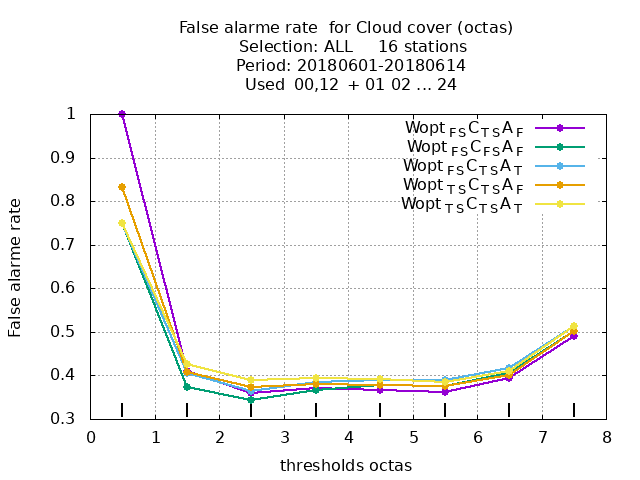 False alarme rate  for Cloud cover (octas)
Selection: ALL     16 stations
Period: 20180601-20180614
Used  00,12  + 01 02 ... 24
Wopt FS C TS A F
Wopt FS C FS A F
Wopt FS C TS A T
Wopt TS C TS A F
Wopt TS C TS A T
False alarme rate
1
0.9
0.8
0.7
0.6
0.5
0.4
0.3
0 1 2 3 4 5 6 7 8
thresholds octas